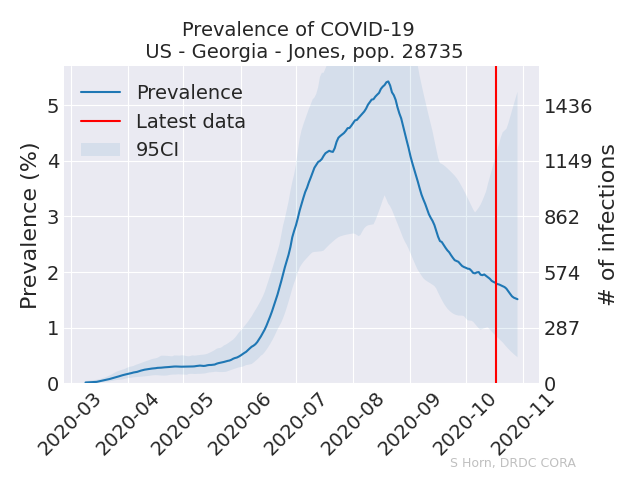 Prevalence of COVID-19
US - Georgia - Jones, pop. 28735
Prevalence
Latest data
95CI
Prevalence (%)
5
4
3
2
1
0
1436
1149
862
574
287
0
# of infections
2020-03
2020-04
2020-05
2020-06
2020-07
2020-08
2020-09
2020-10
2020-11
S Horn, DRDC CORA